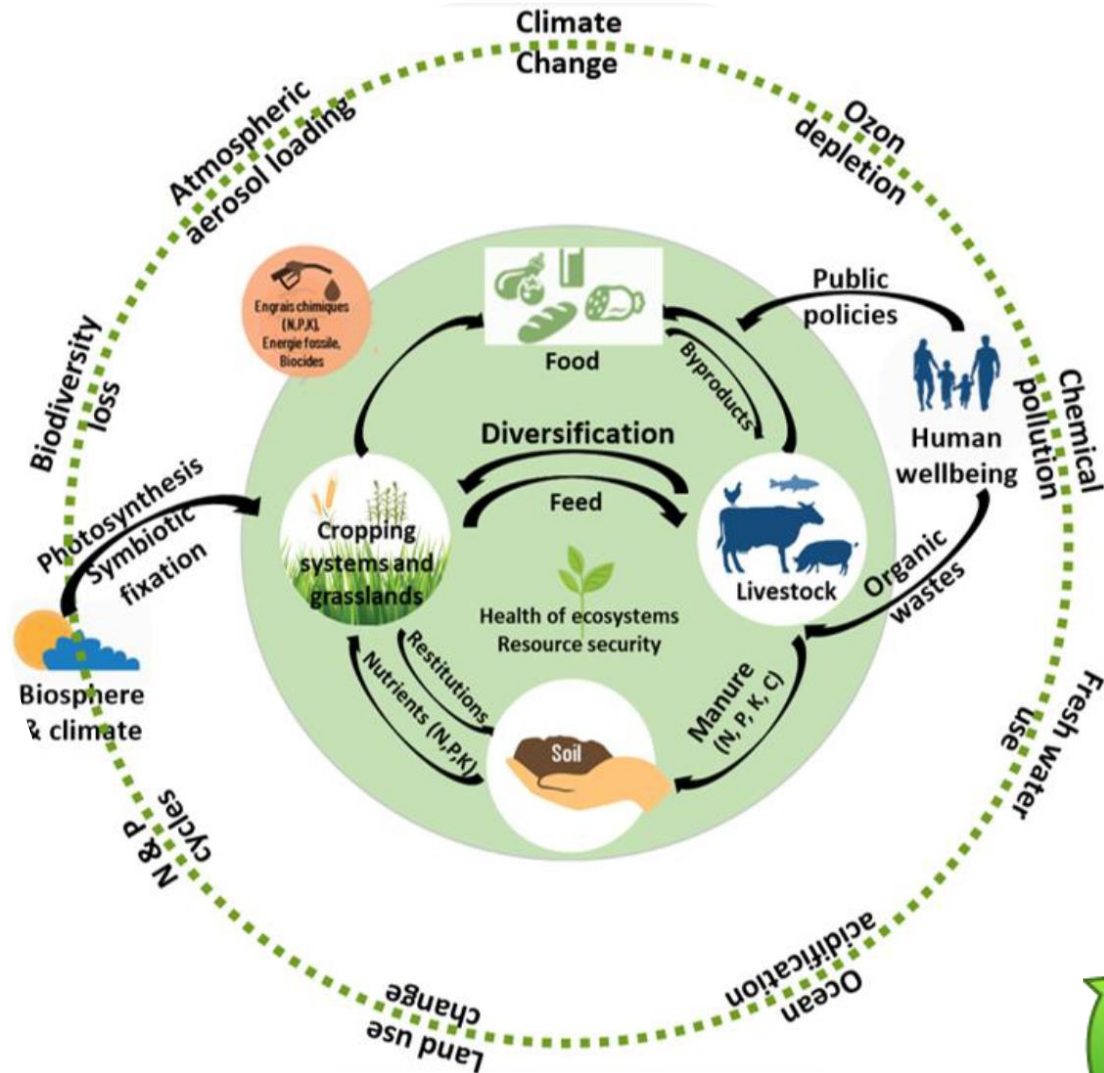 Climate
Change
Atmospheric
aerosol loading
Ozon
depletion
Biodiversity
loss
Chemical
pollution
Fresh water
use
Ocean
acidification
Land use
change
N & P
cycles
Engrais chimiques
(N,P,K),
Energie fossile,
Biocides
Food
Byproducts
Public
policies
Human
wellbeing
Diversification
Feed
Cropping
systems and
grasslands
Livestock
Photosynthesis
Symbiotic
fixation
Biosphere
& climate
Organic
wastes
Health of ecosystems
Resource security
Restitutions
Nutrients (N,P,K)
Manure
(N, P, K, C)
Soil